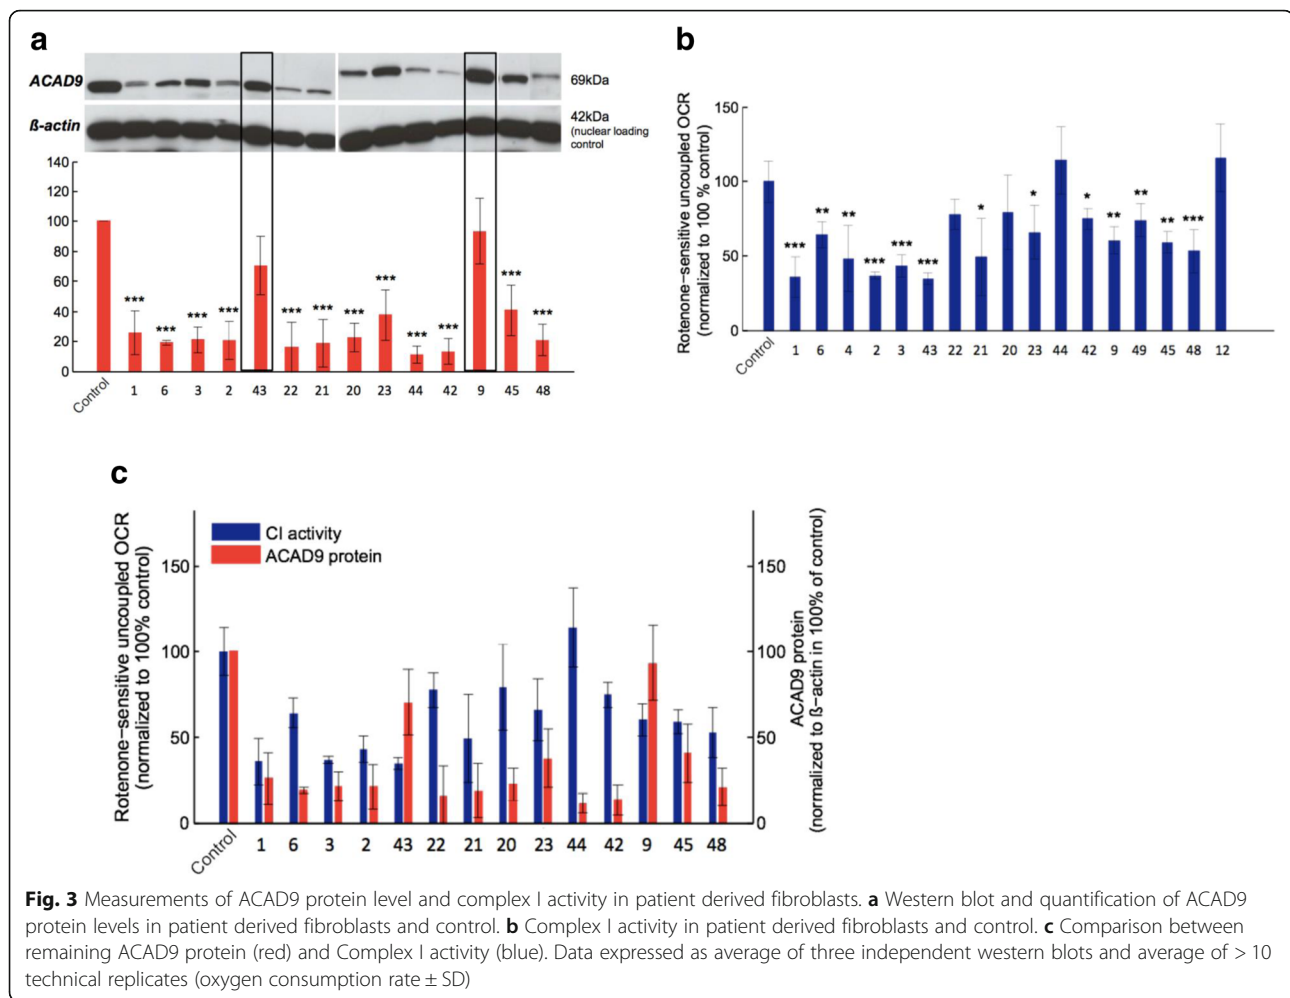 a
ACAD9
69kDa
ß-actin
42kDa
(nuclear loading
control
140
120
100
80
60
40
20
0
***
***
***
***
***
***
***
***
***
***
***
***
Control 1 6 3 2 43 22 21 20 23 44 42 9 45 48
b
Rotenone-sensitive uncoupled OCR
(normalized to 100 % control)
150
100
50
0
***
**
**
***
***
***
*
*
*
**
**
**
***
Control 1 6 4 2 3 43 22 21 20 23 44 42 9 49 45 48 12
c
Rotenone-sensitive uncoupled OCR
(normalized to 100% control)
CI activity
ACAD9 protein
150
100
50
0
150
100
50
0
ACAD9 protein
(normalized to ß-actin in 100% of control)
Control 1 6 3 2 43 22 21 20 23 44 42 9 45 48
Fig. 3 Measurements of ACAD9 protein level and complex I activity in patient derived fibroblasts. a Western blot and quantification of ACAD9
protein levels in patient derived fibroblasts and control. b Complex I activity in patient derived fibroblasts and control. c Comparison between
remaining ACAD9 protein (red) and Complex I activity (blue). Data expressed as average of three independent western blots and average of > 10
technical replicates (oxygen consumption rate ± SD)